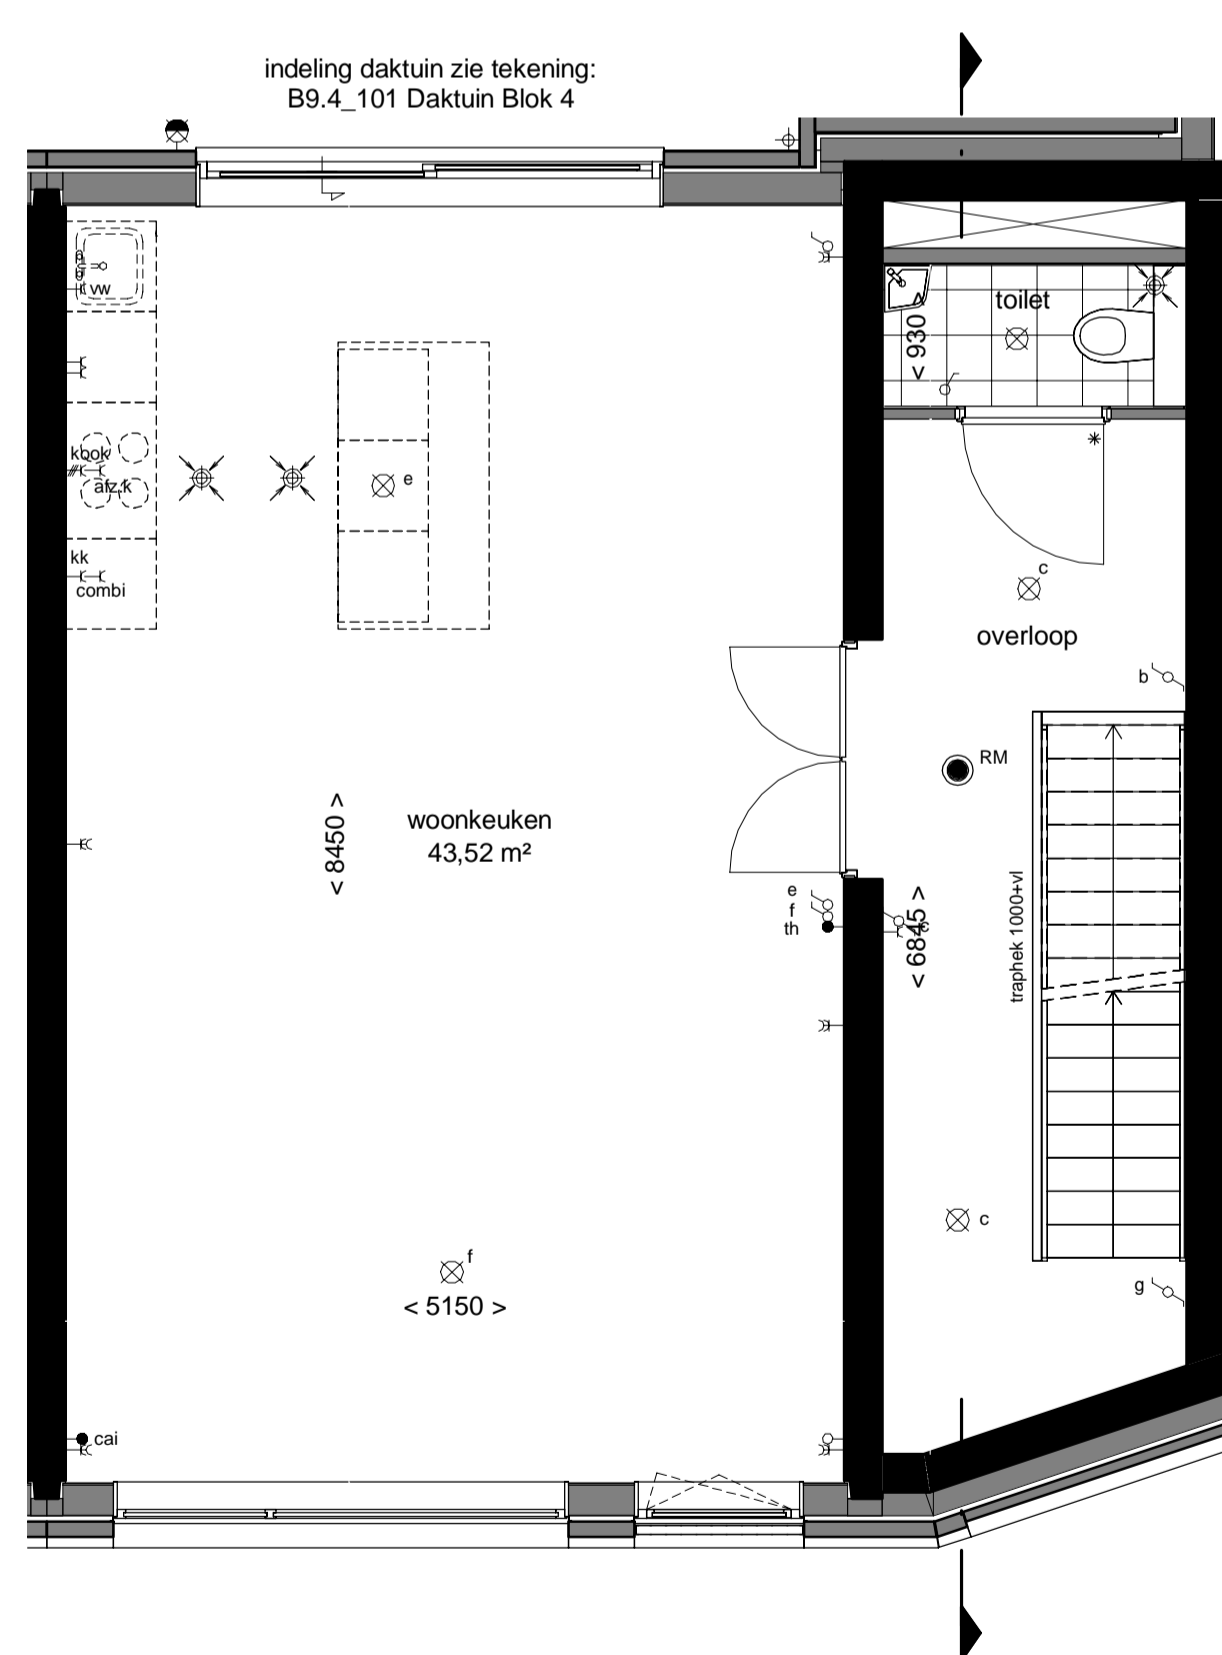 indeling daktuin zie tekening:
B9.4_101 Daktuin Blok 4
vw
toilet
< 930 >
kook
afz.k
e
kk
combi
c
overloop
b
RM
< 8450 >
woonkeuken
43,52 m²
e
f
th
c
< 6845 >
traphek 1000+vl
c
f
< 5150 >
g
cai